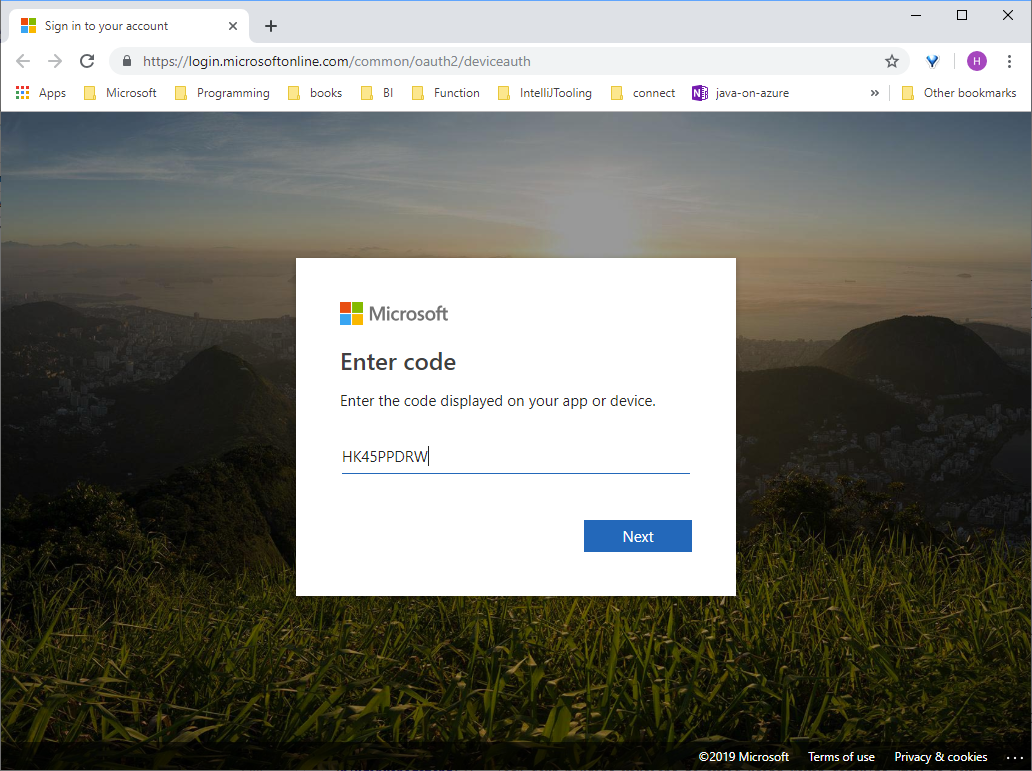 Sign in to your account
https://login.microsoftonline.com/common/oauth2/deviceauth
H
Apps Microsoft Programming books BI Function IntelliJTooling connect N java-on-azure » Other bookmarks
Microsoft
Enter code
Enter the code displayed on your app or device.
HK45PPDRW
Next
©2019 Microsoft Terms of use Privacy & cookies ...